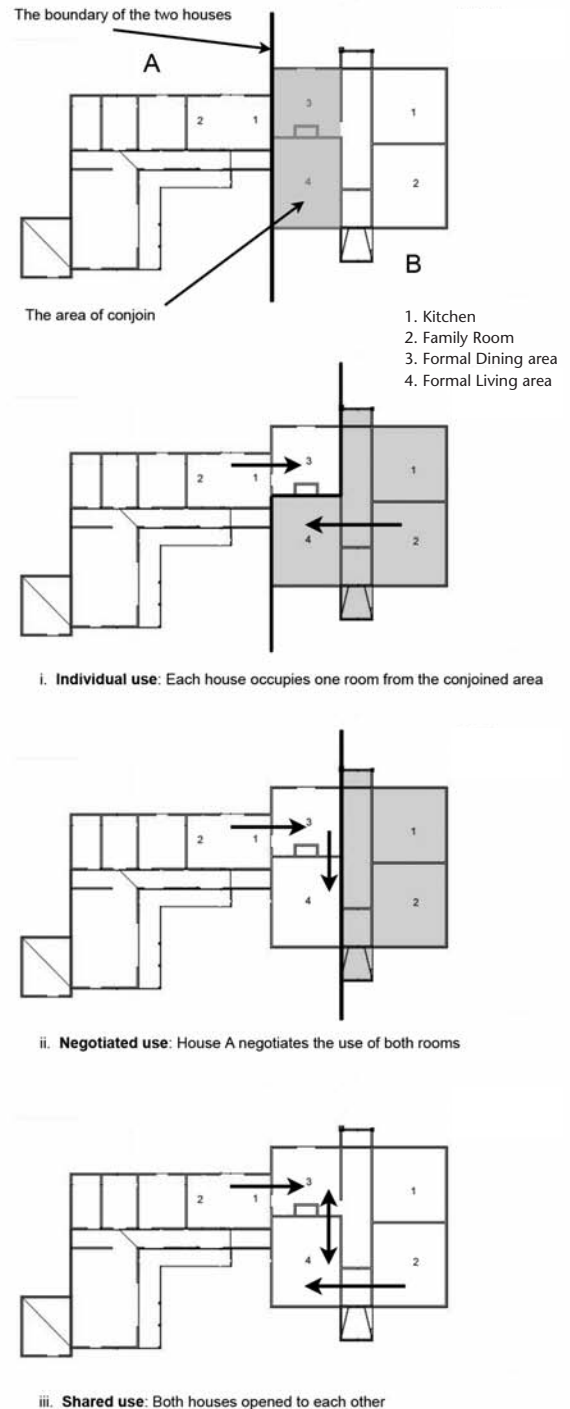 The boundary of the two houses
A
3
2 1
1
4
2
B
The area of conjoin
1. Kitchen
2. Family Room
3. Formal Dining area
4. Formal Living area
3
2 1
1
4
2
i. Individual use: Each house occupies one room from the conjoined area
3
2 1
1
4
2
ii. Negotiated use: House A negotiates the use of both rooms
3
2 1
1
4
2
iii. Shared use: Both houses opened to each other